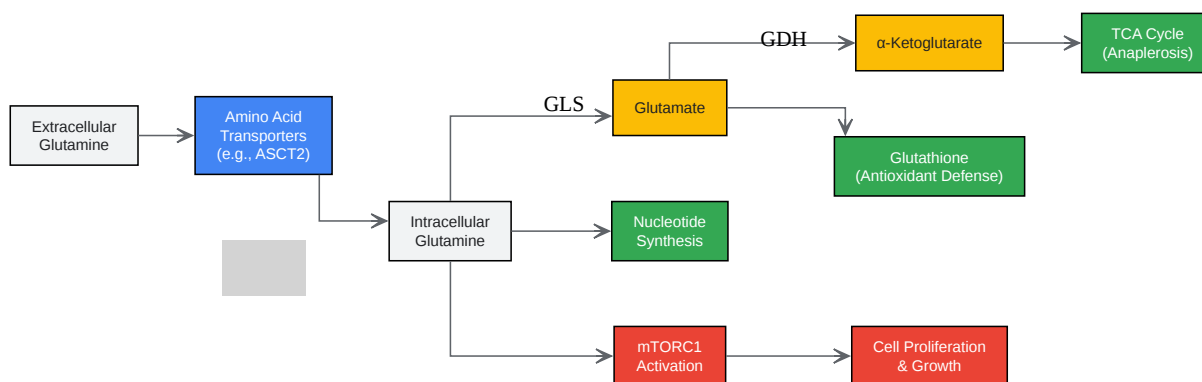 Extracellular
Glutamine
Amino Acid
Transporters
(e.g., ASCT2)
Intracellular
Glutamine
GLS
Glutamate
GDH
α-Ketoglutarate
TCA Cycle
(Anaplerosis)
Glutathione
(Antioxidant Defense)
Nucleotide
Synthesis
mTORC1
Activation
Cell Proliferation
& Growth